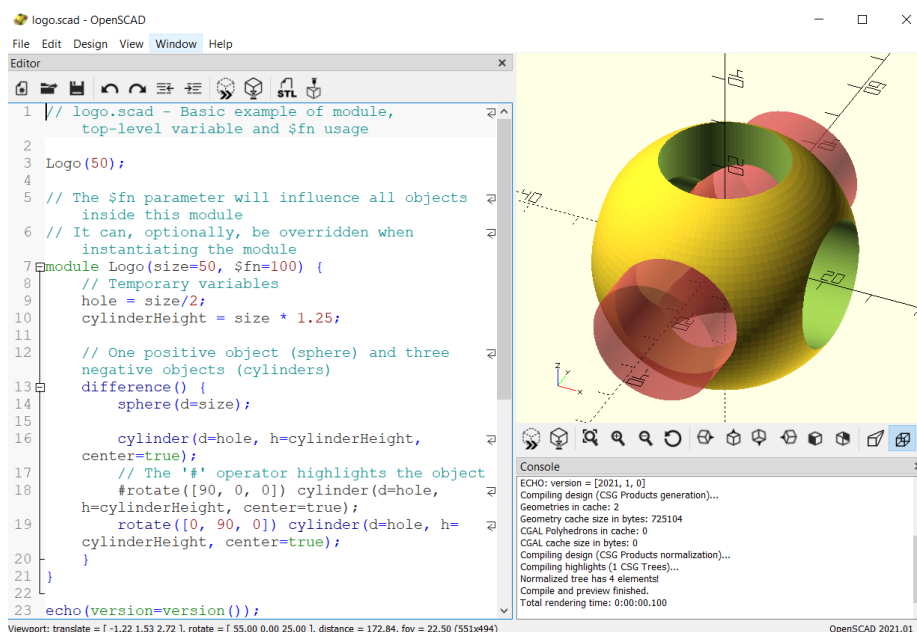 logo.scad - OpenSCAD
File Edit Design View Window Help
Editor
STL
1 // logo.scad - Basic example of module,
top-level variable and $fn usage
2
3 Logo(50);
4
5 // The $fn parameter will influence all objects
inside this module
6 // It can, optionally, be overridden when
instantiating the module
7 module Logo(size=50, $fn=100) {
8 // Temporary variables
9 hole = size/2;
10 cylinderHeight = size * 1.25;
11
12 // One positive object (sphere) and three
negative objects (cylinders)
13 difference() {
14 sphere(d=size);
15
16 cylinder(d=hole, h=cylinderHeight,
center=true);
17 // The '#' operator highlights the object
18 #rotate([90, 0, 0]) cylinder(d=hole,
h=cylinderHeight, center=true);
19 rotate([0, 90, 0]) cylinder(d=hole, h=
cylinderHeight, center=true);
20 }
21 }
22
23 echo(version=version());
40
60
20
40
20
20
40
z
y
x
Console
ECHO: version = [2021, 1, 0]
Compiling design (CSG Products generation)...
Geometries in cache: 2
Geometry cache size in bytes: 725104
CGAL Polyhedrons in cache: 0
CGAL cache size in bytes: 0
Compiling design (CSG Products normalization)...
Compiling highlights (1 CSG Trees)...
Normalized tree has 4 elements!
Compile and preview finished.
Total rendering time: 0:00:00.100
Viewport: translate = [ -1.22 1.53 2.72 ], rotate = [ 55.00 0.00 25.00 ], distance = 172.84, fov = 22.50 (551x494)
OpenSCAD 2021.01